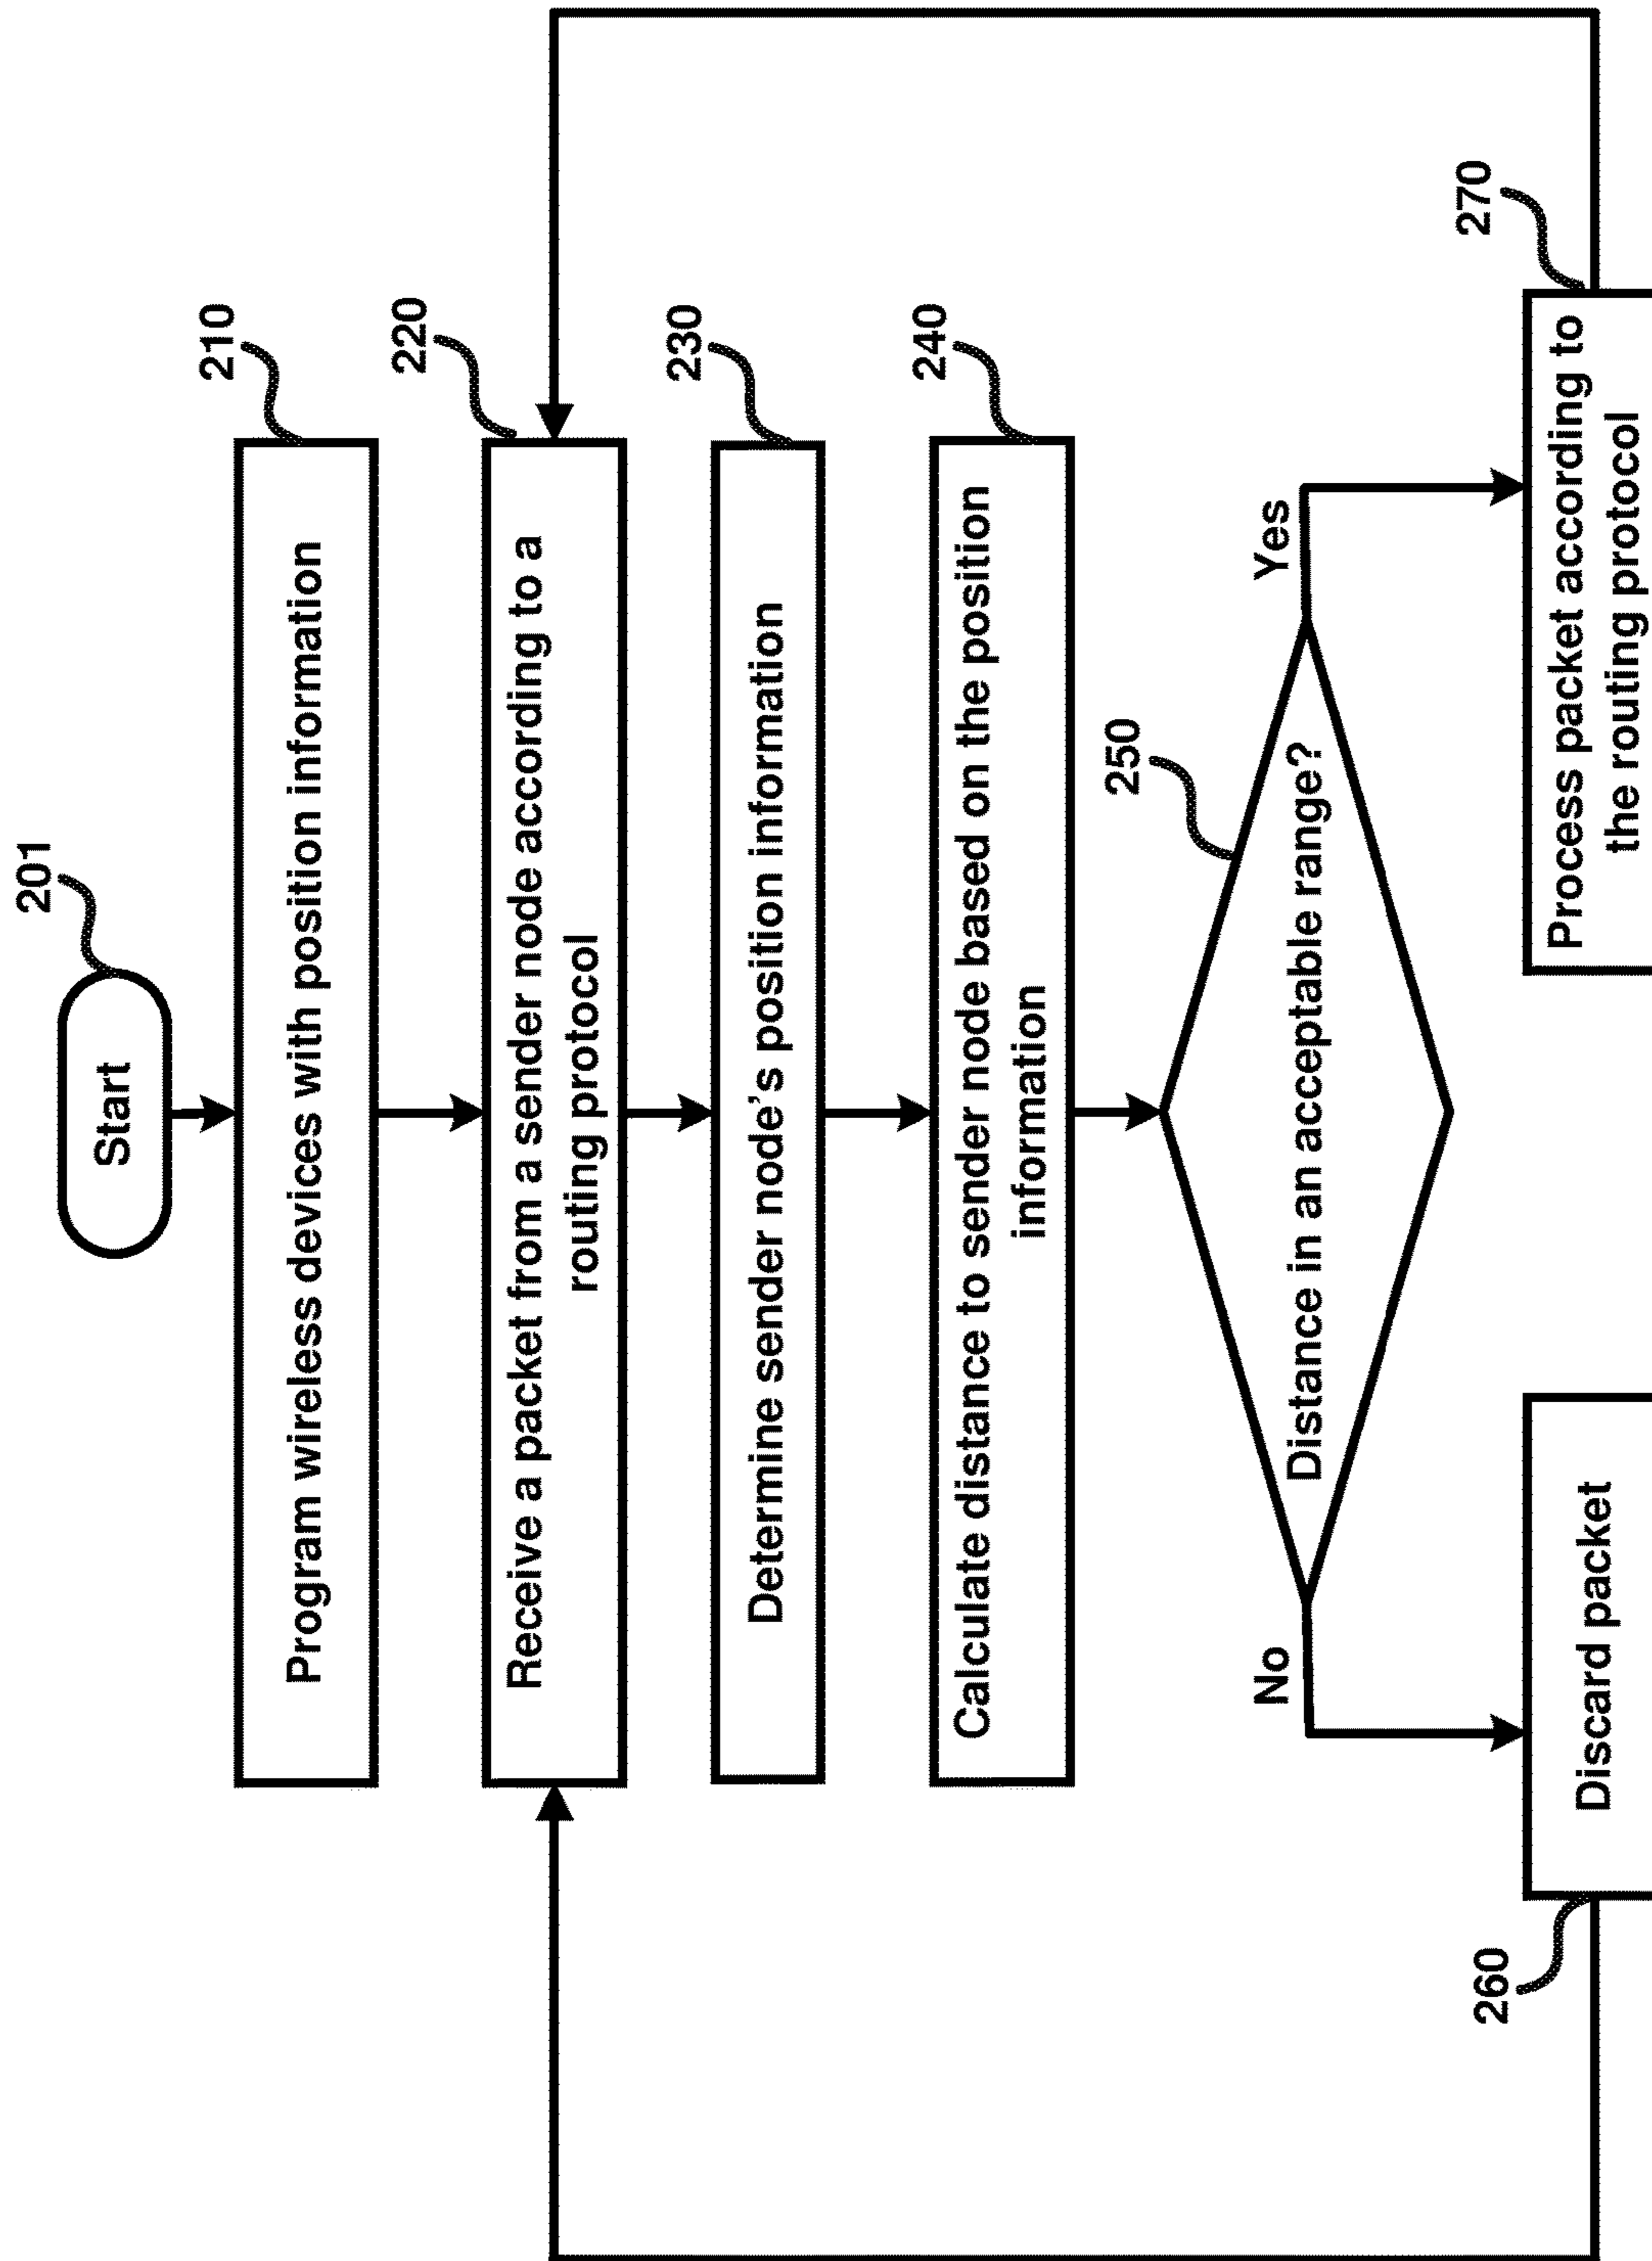 201
Start
210
Program wireless devices with position information
220
Receive a packet from a sender node according to a
routing protocol
230
Determine sender node's position information
240
Calculate distance to sender node based on the position
information
250
Distance in an acceptable range?
No
Yes
260
Discard packet
270
Process packet according to
the routing protocol